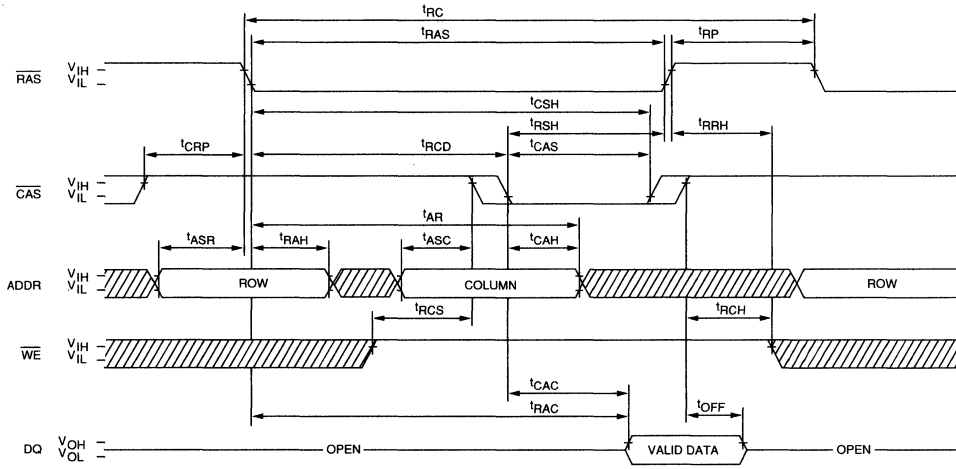 tRC
tRAS
tRP
RAS
VIH
VIL
tCSH
tRSH
tRRH
tCRP
tRCD
tCAS
CAS
VIH
VIL
tAR
tASR
tRAH
tASC
tCAH
ADDR
VIH
VIL
ROW
COLUMN
ROW
tRCS
tRCH
WE
VIH
VIL
tCAC
tRAC
tOFF
DQ
VOH
VOL
OPEN
VALID DATA
OPEN